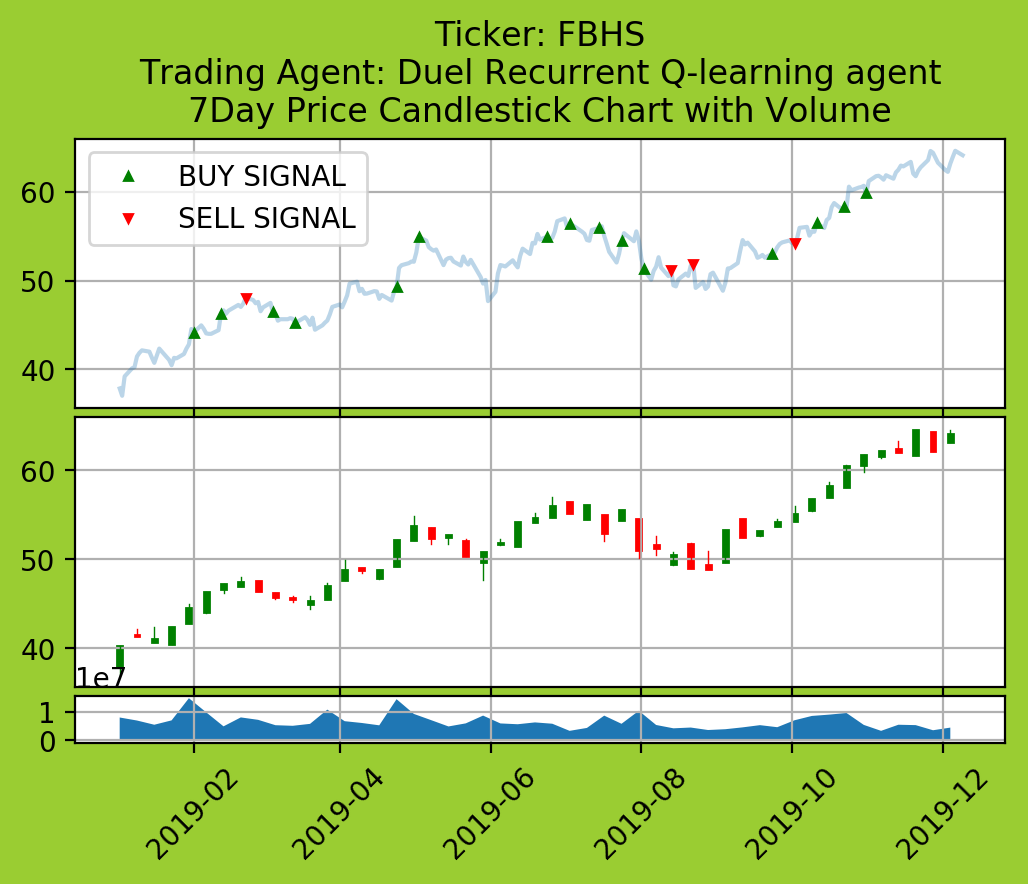 Ticker: FBHS
Trading Agent: Duel Recurrent Q-learning agent
7Day Price Candlestick Chart with Volume
BUY SIGNAL
SELL SIGNAL
60
50
40
60
50
40
1e7
1
0
2019-02
2019-04
2019-06
2019-08
2019-10
2019-12